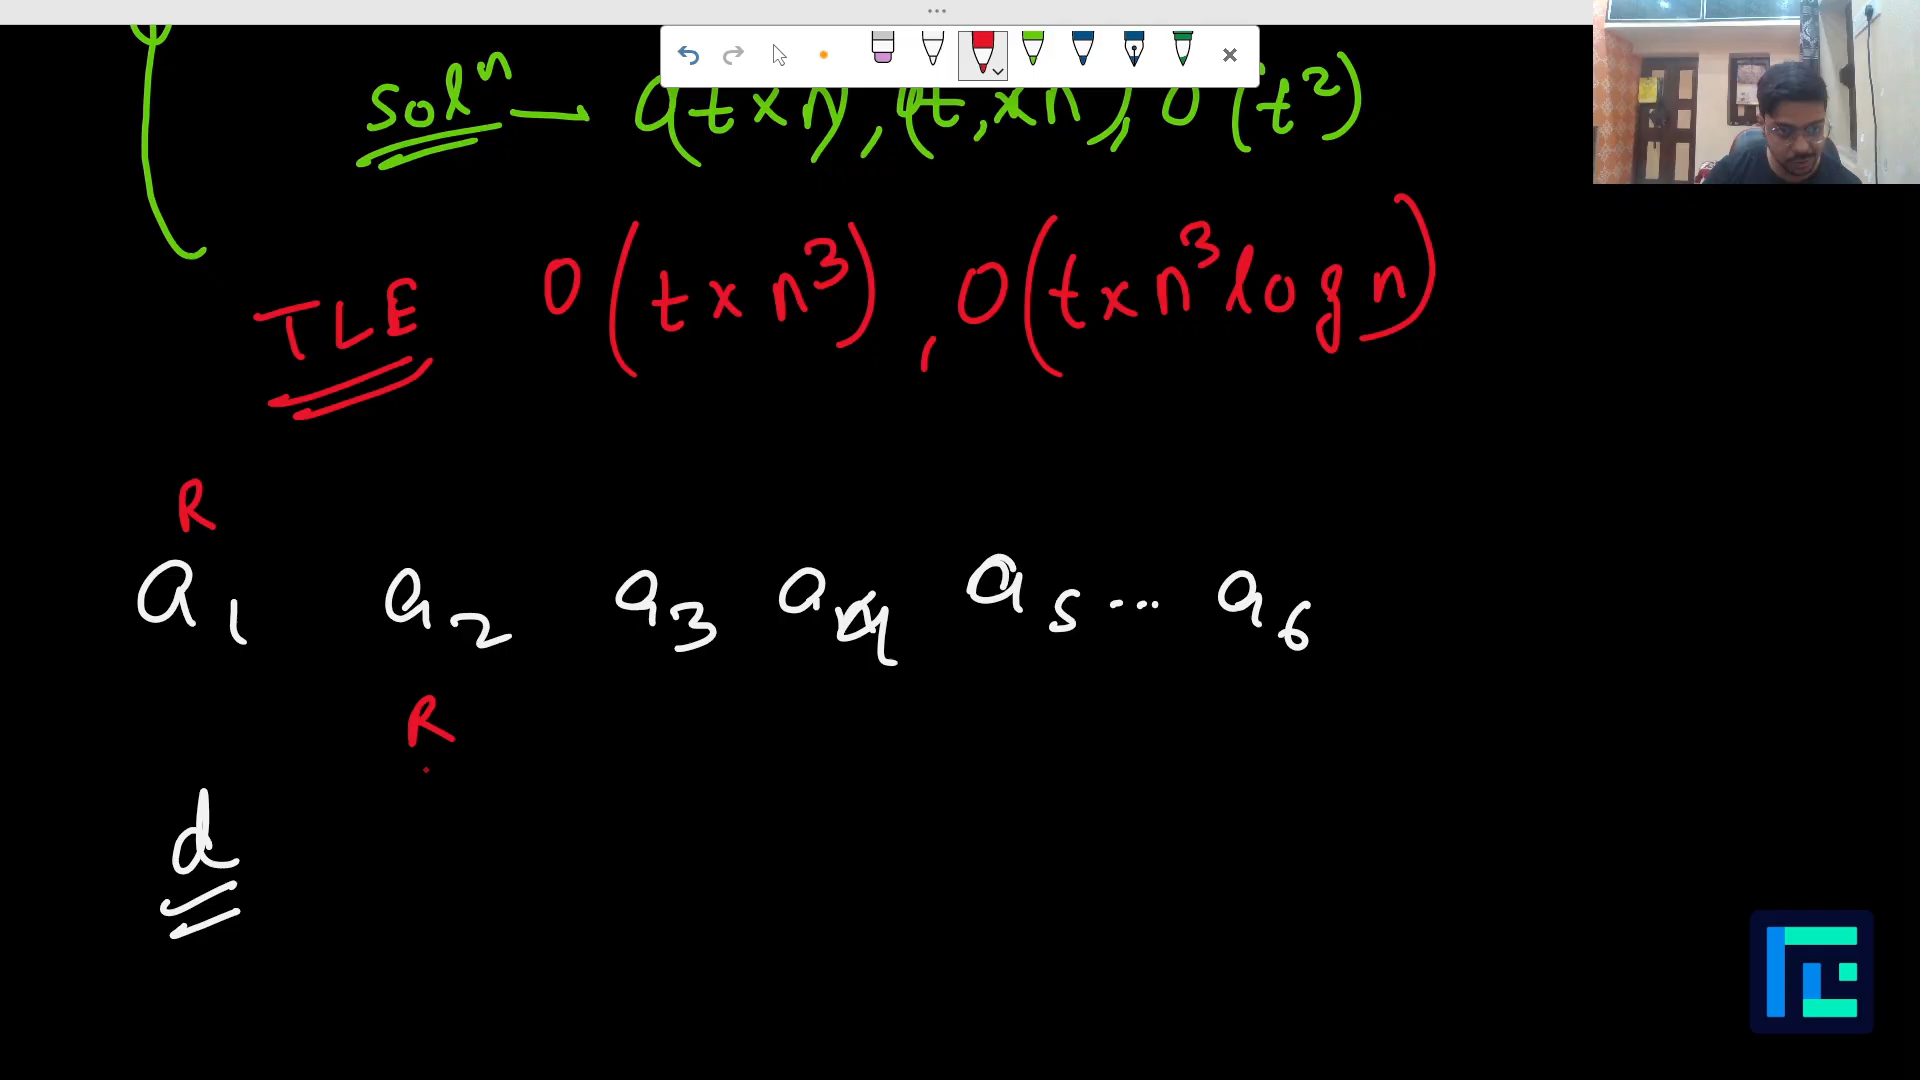 solⁿ → O(t×n), (t,×n), O(t²)
TLE O(t×n³), O(t×n³logn)
R
a₁ a₂ a₃ a₄ a₅... a₆
R
d